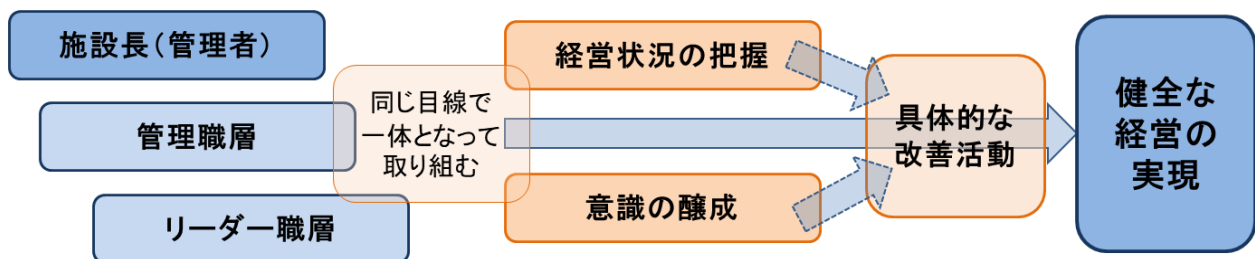 施設長(管理者)
管理職層
リーダー職層
同じ目線で
一体となって
取り組む
経営状況の把握
意識の醸成
具体的な
改善活動
健全な
経営の
実現